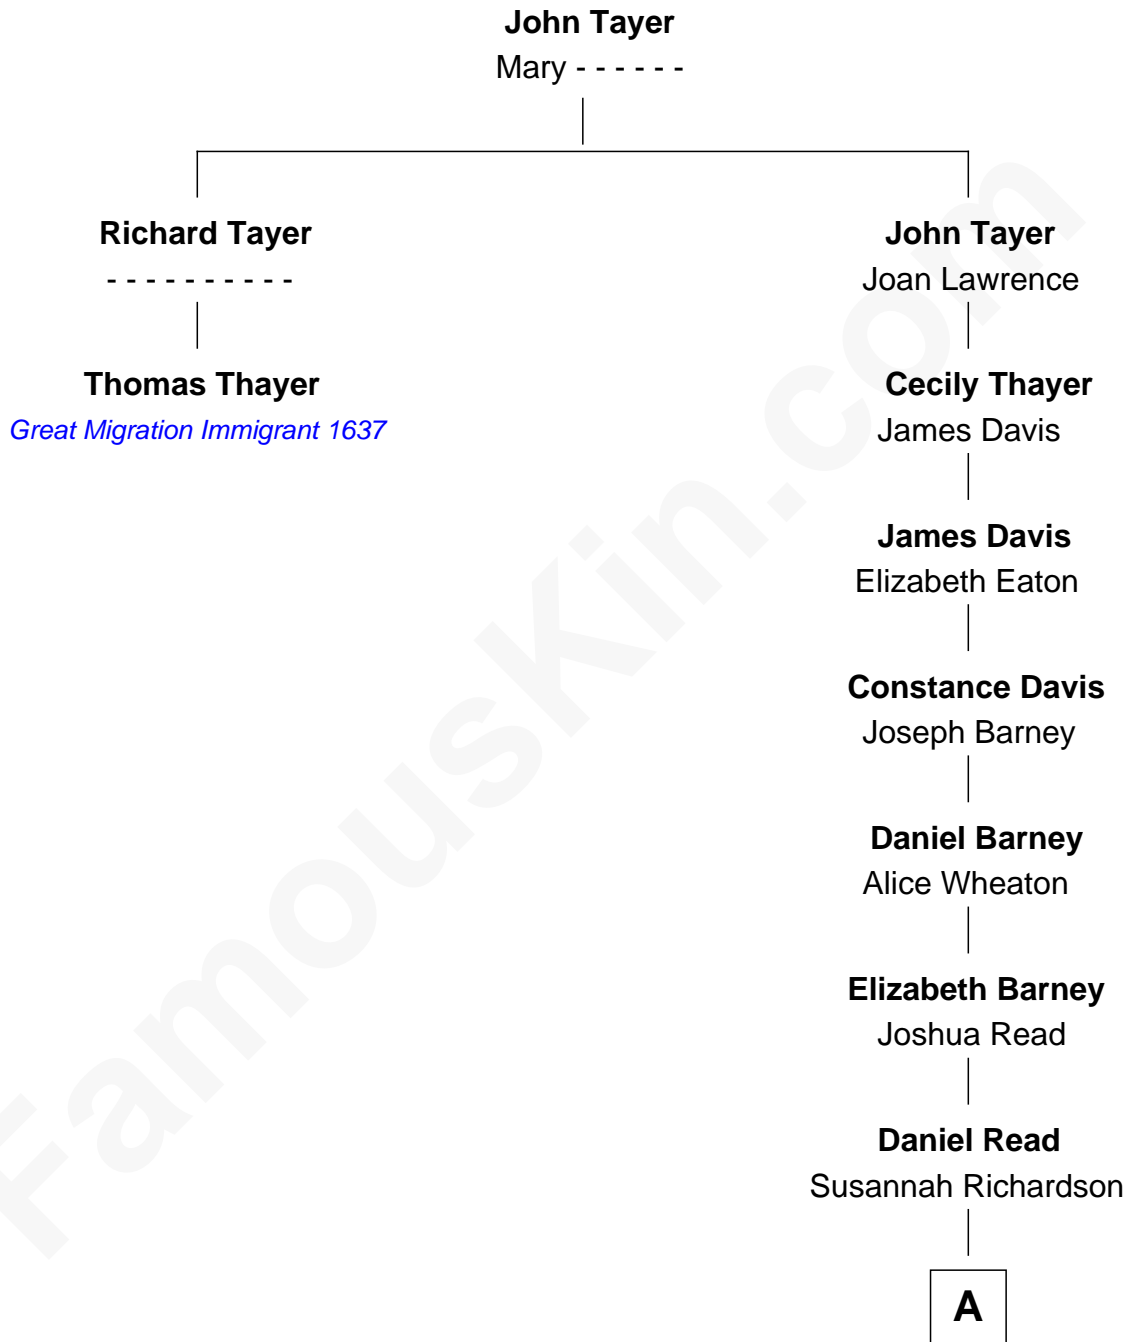 John Tayer
Mary - - - - - -
Richard Tayer
- - - - - - - - - -
Thomas Thayer
Great Migration Immigrant 1637
John Tayer
Joan Lawrence
Cecily Thayer
James Davis
James Davis
Elizabeth Eaton
Constance Davis
Joseph Barney
Daniel Barney
Alice Wheaton
Elizabeth Barney
Joshua Read
Daniel Read
Susannah Richardson
A
FamousKin.com